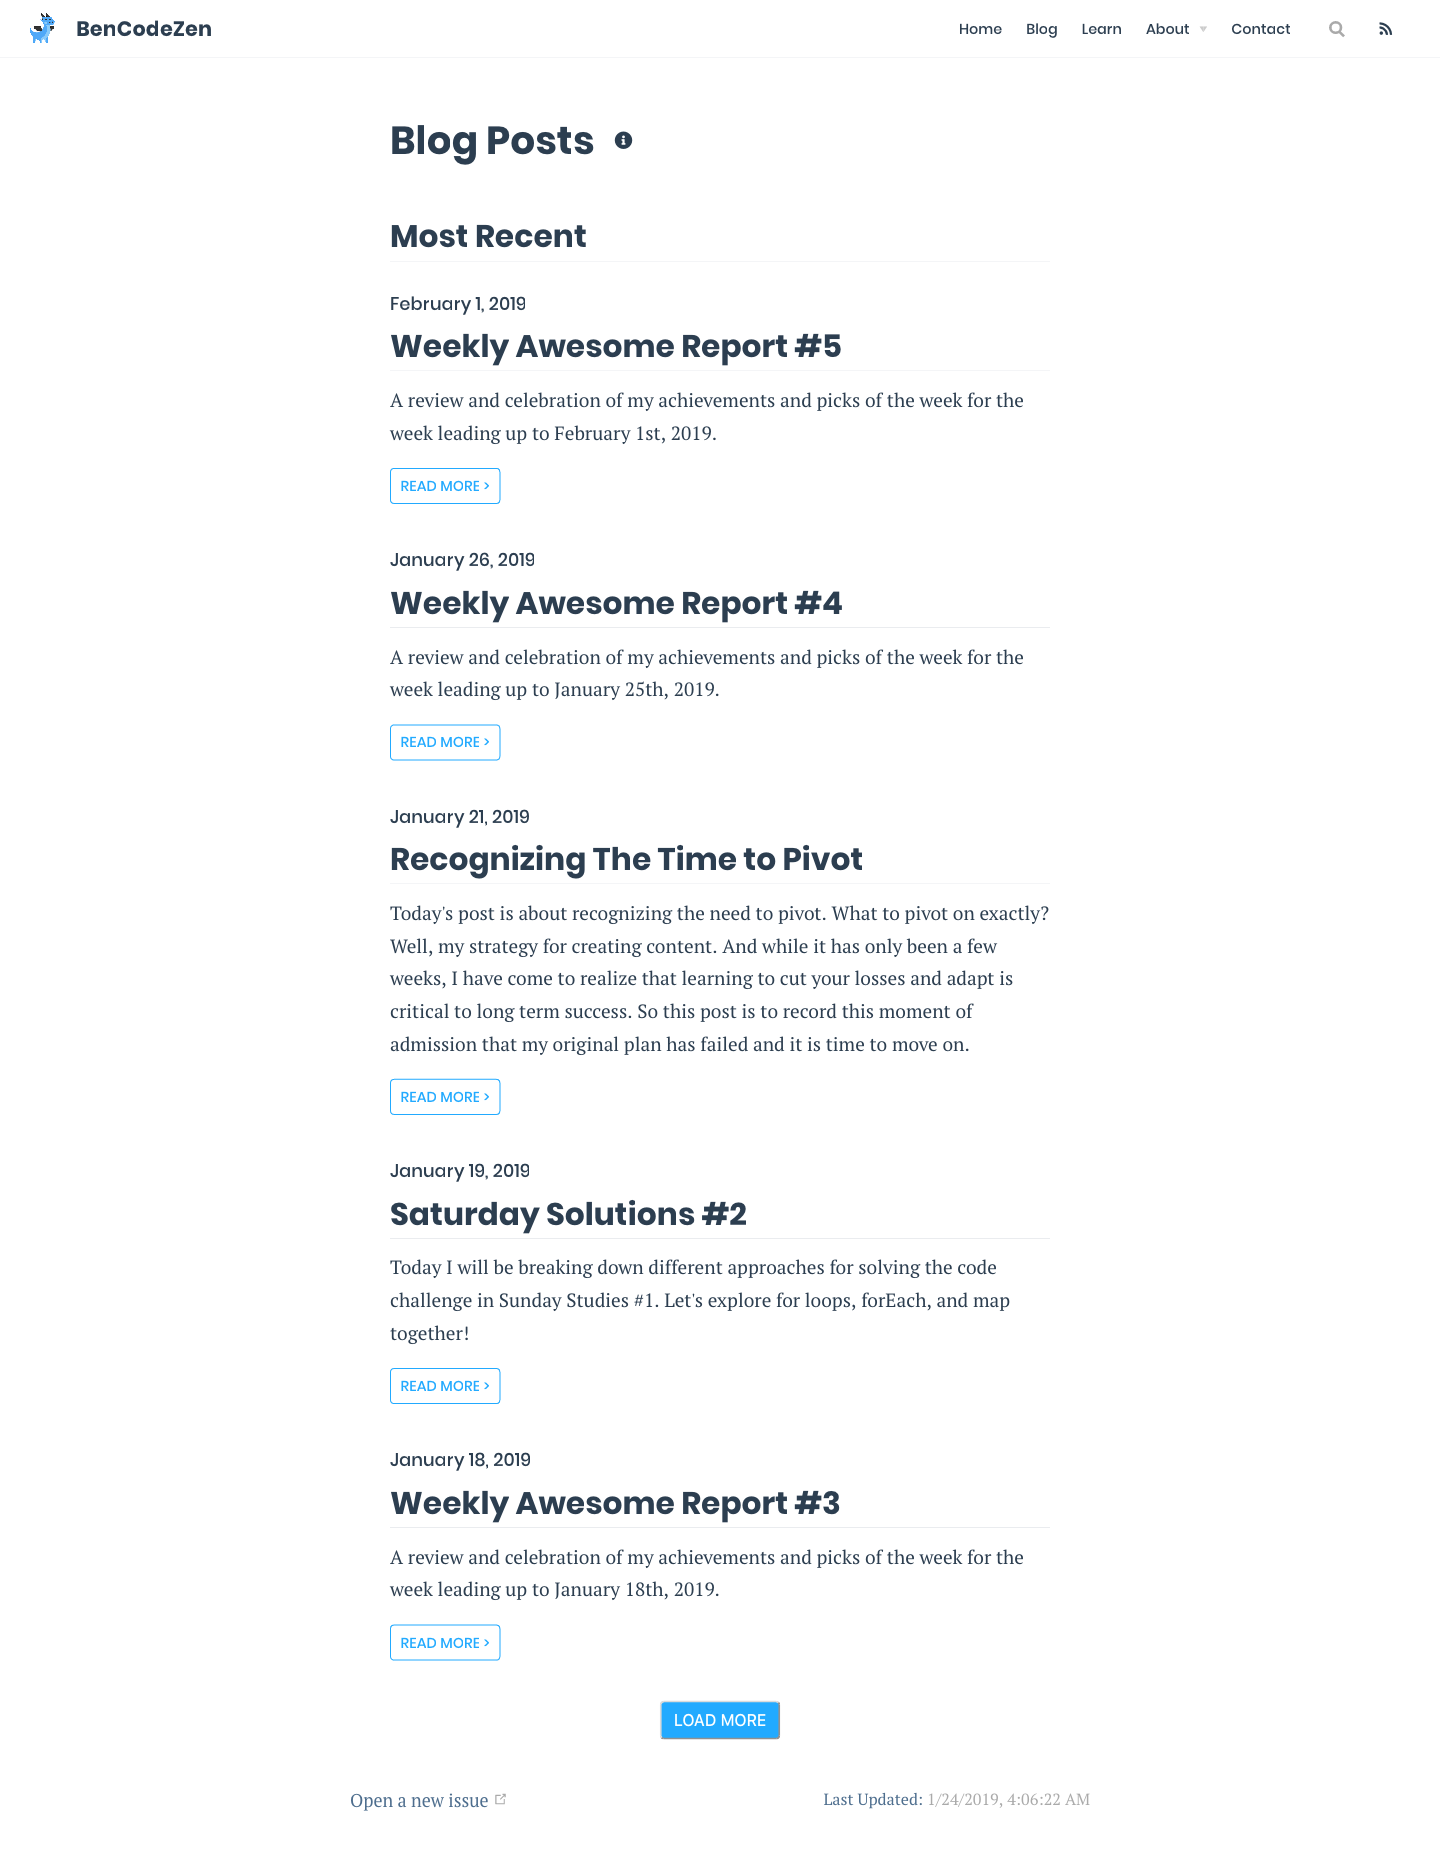 BenCodeZen
Home Blog Learn About Contact
Blog Posts
Most Recent
February 1, 2019
Weekly Awesome Report #5
A review and celebration of my achievements and picks of the week for the
week leading up to February 1st, 2019.
READ MORE >
January 26, 2019
Weekly Awesome Report #4
A review and celebration of my achievements and picks of the week for the
week leading up to January 25th, 2019.
READ MORE >
January 21, 2019
Recognizing The Time to Pivot
Today's post is about recognizing the need to pivot. What to pivot on exactly?
Well, my strategy for creating content. And while it has only been a few
weeks, I have come to realize that learning to cut your losses and adapt is
critical to long term success. So this post is to record this moment of
admission that my original plan has failed and it is time to move on.
READ MORE >
January 19, 2019
Saturday Solutions #2
Today I will be breaking down different approaches for solving the code
challenge in Sunday Studies #1. Let's explore for loops, forEach, and map
together!
READ MORE >
January 18, 2019
Weekly Awesome Report #3
A review and celebration of my achievements and picks of the week for the
week leading up to January 18th, 2019.
READ MORE >
LOAD MORE
Open a new issue
Last Updated: 1/24/2019, 4:06:22 AM